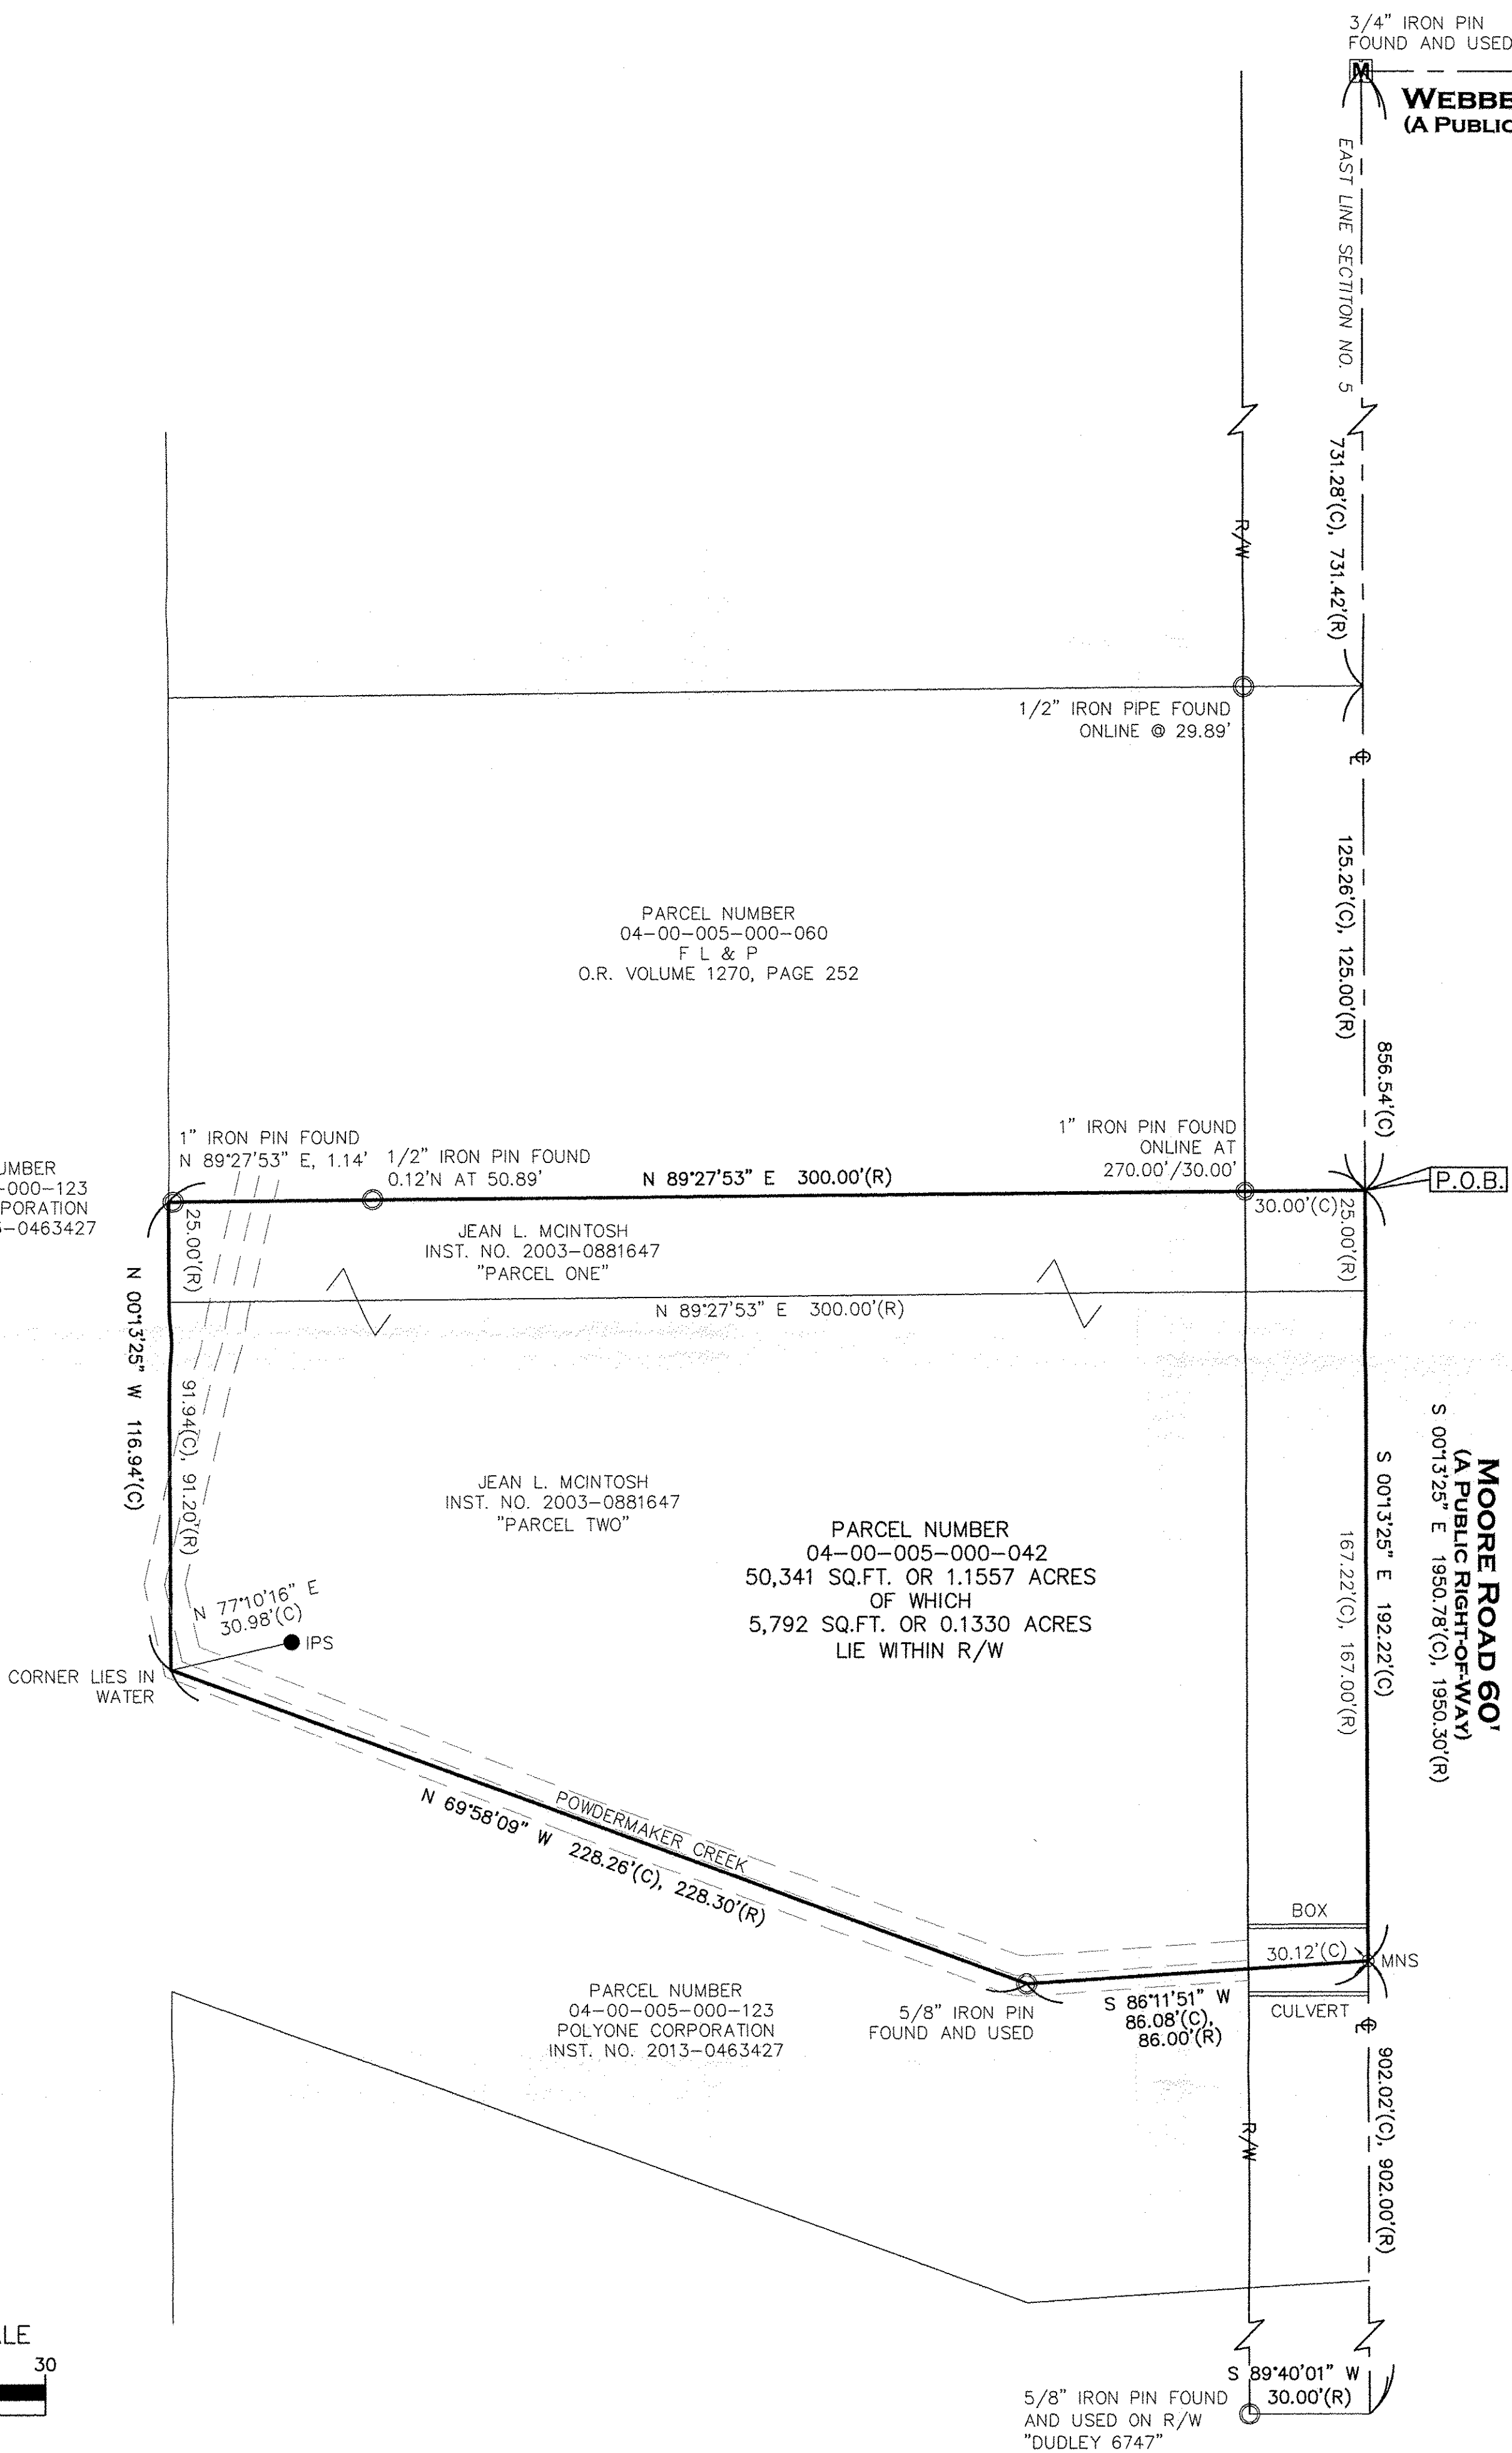 3/4" IRON PIN
FOUND AND USED
M
(A PUBLIC
EAST LINE SECTITON NO. 5
731.28'(C), 731.42'(R)
R/W
1/2" IRON PIPE FOUND
ONLINE @ 29.89'
125.26'(C), 125.00'(R)
856.54'(C)
PARCEL NUMBER
04-00-005-000-060
F L & P
O.R. VOLUME 1270, PAGE 252
1" IRON PIN FOUND
N 89°27'53" E, 1.14'
1/2" IRON PIN FOUND
0.12'N AT 50.89'
N 89°27'53" E 300.00'(R)
1" IRON PIN FOUND
ONLINE AT
270.00'/30.00'
P.O.B.
-000-123
-0463427
30.00'(C)
25.00'(R)
25.00'(R)
JEAN L. MCINTOSH
INST. NO. 2003-0881647
"PARCEL ONE"
N 89°27'53" E 300.00'(R)
N 00°13'25" W 116.94'(C)
91.94(C), 91.20'(R)
JEAN L. MCINTOSH
INST. NO. 2003-0881647
"PARCEL TWO"
PARCEL NUMBER
04-00-005-000-042
50,341 SQ.FT. OR 1.1557 ACRES
OF WHICH
5,792 SQ.FT. OR 0.1330 ACRES
LIE WITHIN R/W
167.22'(C), 167.00'(R)
S 00°13'25" E 192.22'(C)
MOORE ROAD 60'
(A PUBLIC RIGHT-OF-WAY)
S 00°13'25" E 1950.78'(C), 1950.30'(R)
N 77°10'16" E
30.98'(C)
IPS
CORNER LIES IN
WATER
POWDERMAKER CREEK
N 69°58'09" W 228.26'(C), 228.30'(R)
BOX
30.12'(C)
MNS
CULVERT
S 86°11'51" W
86.08'(C),
86.00'(R)
5/8" IRON PIN
FOUND AND USED
PARCEL NUMBER
04-00-005-000-123
POLYONE CORPORATION
INST. NO. 2013-0463427
902.02'(C), 902.00'(R)
R/W
30
S 89°40'01" W
30.00'(R)
5/8" IRON PIN FOUND
AND USED ON R/W
"DUDLEY 6747"